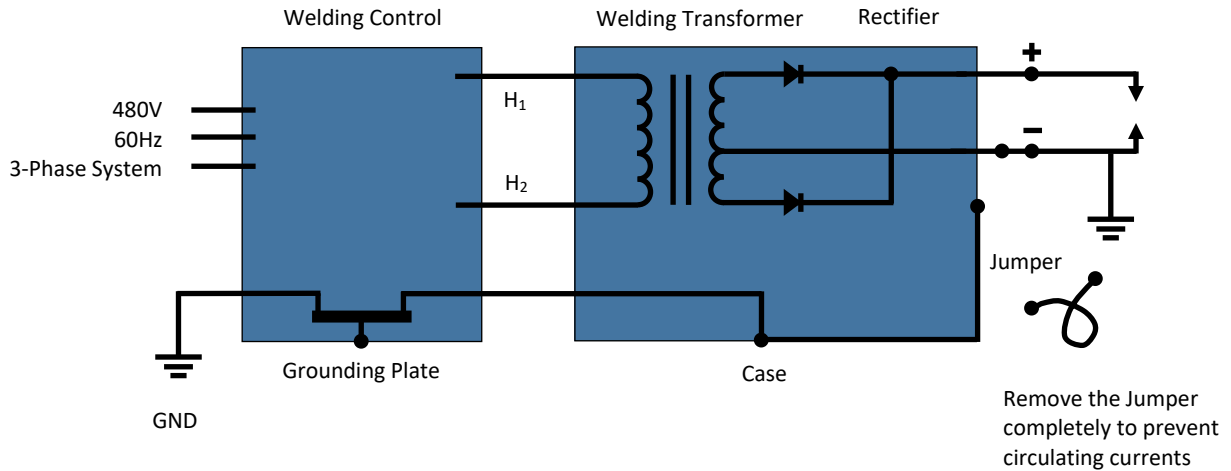 Welding Control
Welding Transformer
Rectifier
480V
60Hz
3-Phase System
H₁
H₂
+
−
Jumper
Grounding Plate
Case
GND
Remove the Jumper
completely to prevent
circulating currents